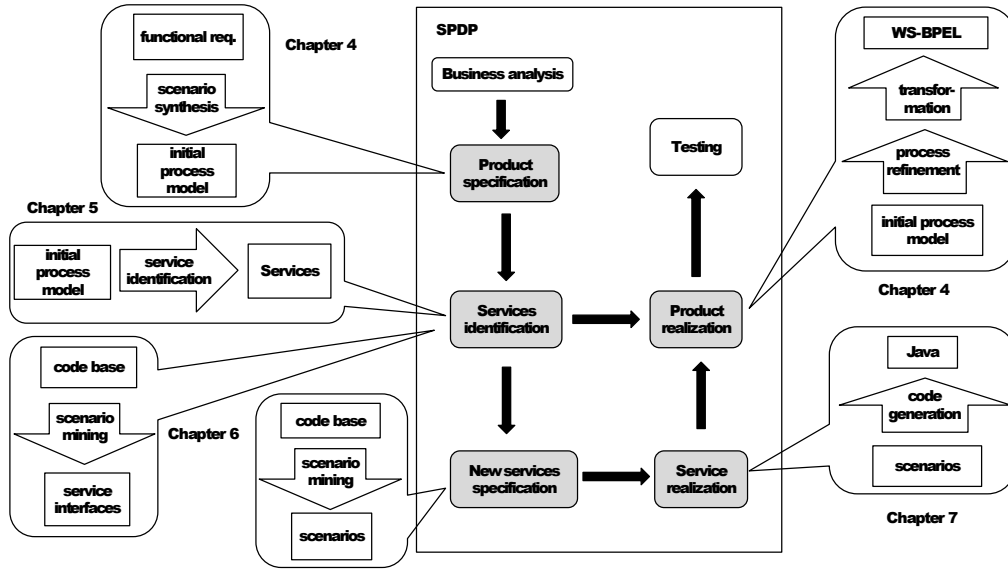 functional req.
Chapter 4
scenario
synthesis
initial
process
model
Chapter 5
initial
process
model
service
identification
Services
code base
scenario
mining
service
interfaces
Chapter 6
code base
scenario
mining
scenarios
SPDP
Business analysis
Product
specification
Services
identification
New services
specification
Testing
Product
realization
Service
realization
WS-BPEL
transfor-
mation
process
refinement
initial process
model
Chapter 4
Java
code
generation
scenarios
Chapter 7